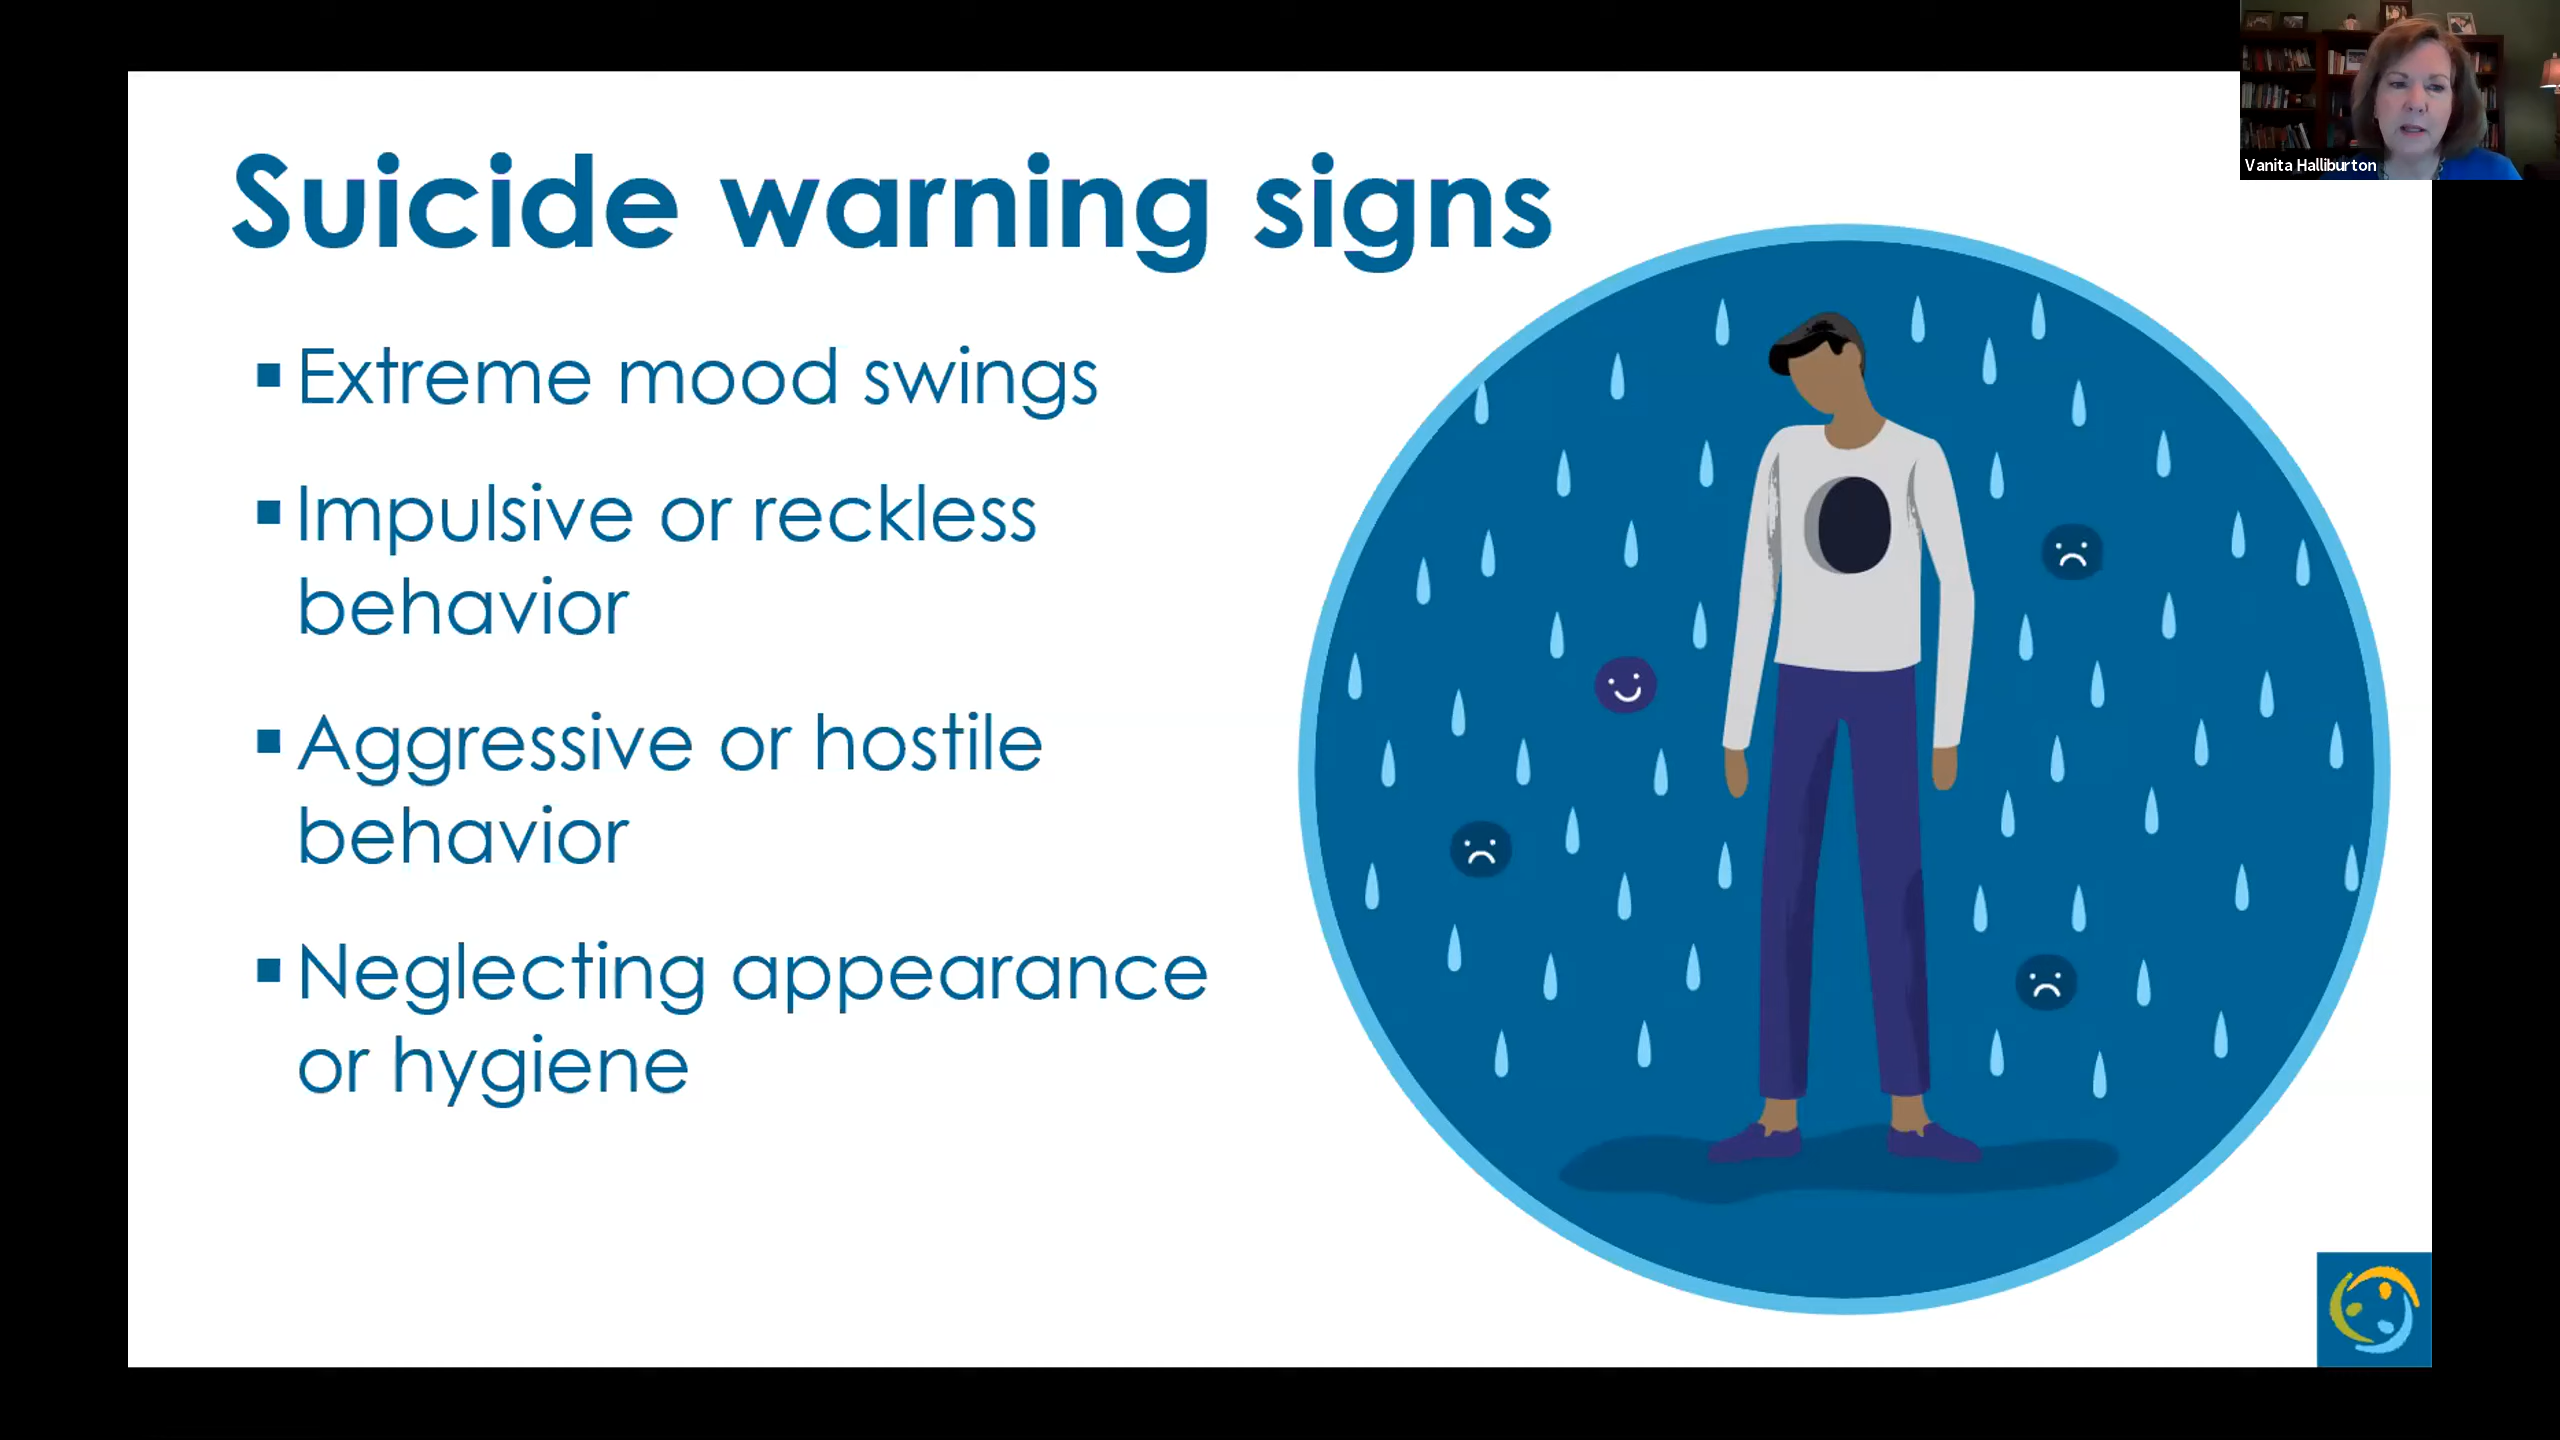 Suicide warning signs
▪ Extreme mood swings
▪ Impulsive or reckless
behavior
▪ Aggressive or hostile
behavior
▪ Neglecting appearance
or hygiene
Vanita Halliburton